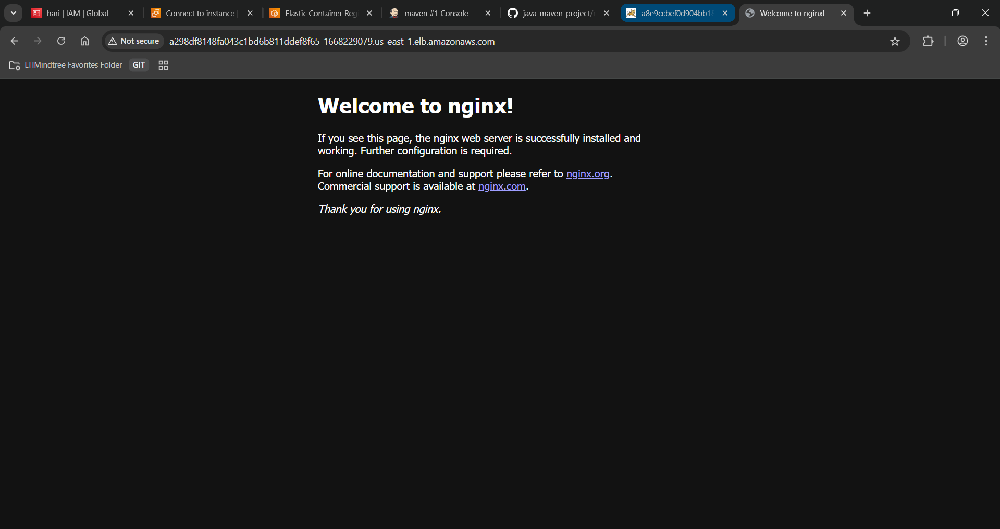 hari | IAM | Global
Connect to instance |
Elastic Container Reg
maven #1 Console -
java-maven-project/
a8e9ccbef0d904bb18
Welcome to nginx!
Not secure
a298df8148fa043c1bd6b811ddef8f65-1668229079.us-east-1.elb.amazonaws.com
LTIMindtree Favorites Folder
GIT
Welcome to nginx!
If you see this page, the nginx web server is successfully installed and
working. Further configuration is required.
For online documentation and support please refer to nginx.org.
Commercial support is available at nginx.com.
Thank you for using nginx.